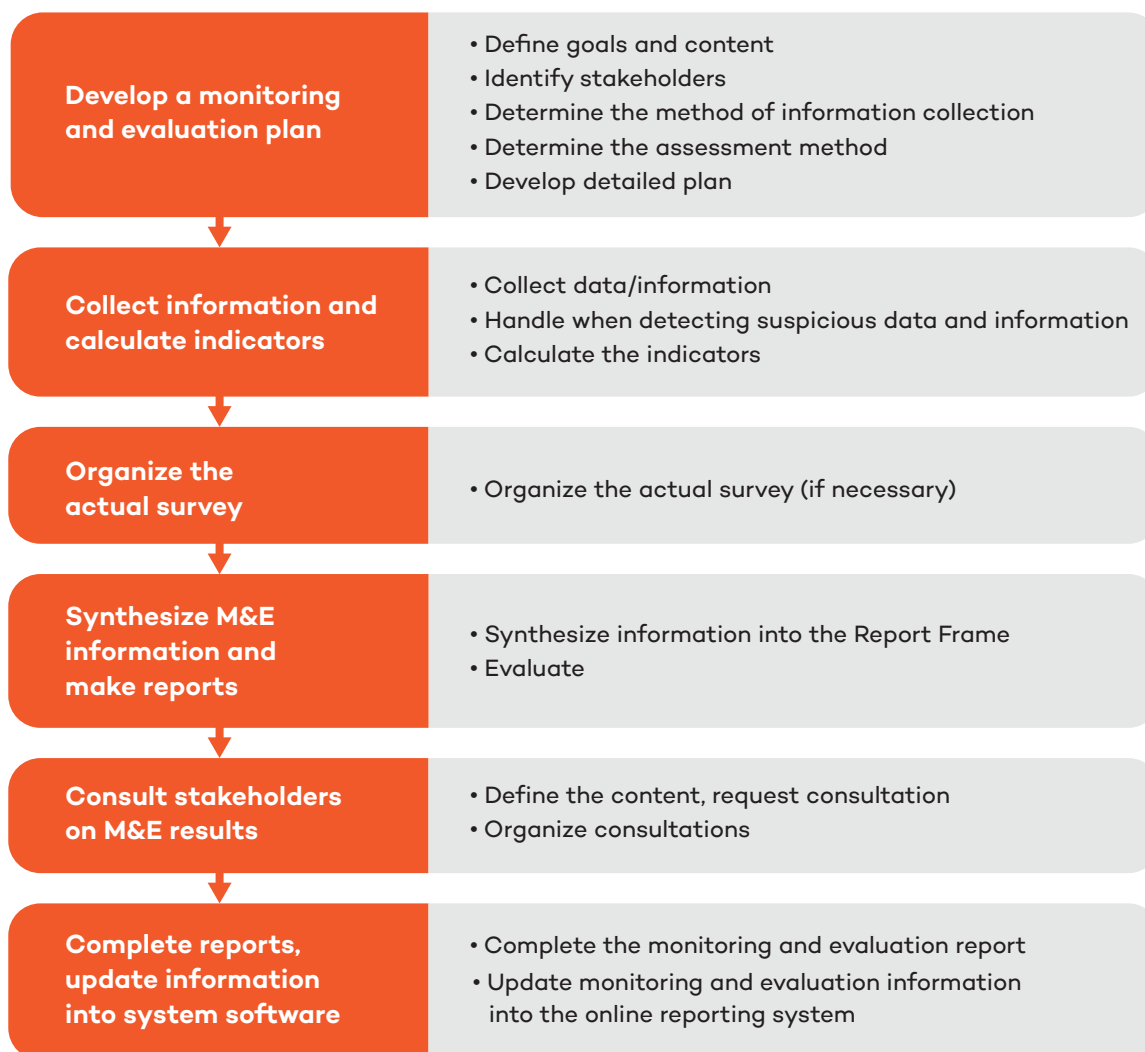 Develop a monitoring
and evaluation plan
• Define goals and content
• Identify stakeholders
• Determine the method of information collection
• Determine the assessment method
• Develop detailed plan
Collect information and
calculate indicators
• Collect data/information
• Handle when detecting suspicious data and information
• Calculate the indicators
Organize the
actual survey
• Organize the actual survey (if necessary)
Synthesize M&E
information and
make reports
• Synthesize information into the Report Frame
• Evaluate
Consult stakeholders
on M&E results
• Define the content, request consultation
• Organize consultations
Complete reports,
update information
into system software
• Complete the monitoring and evaluation report
• Update monitoring and evaluation information
into the online reporting system